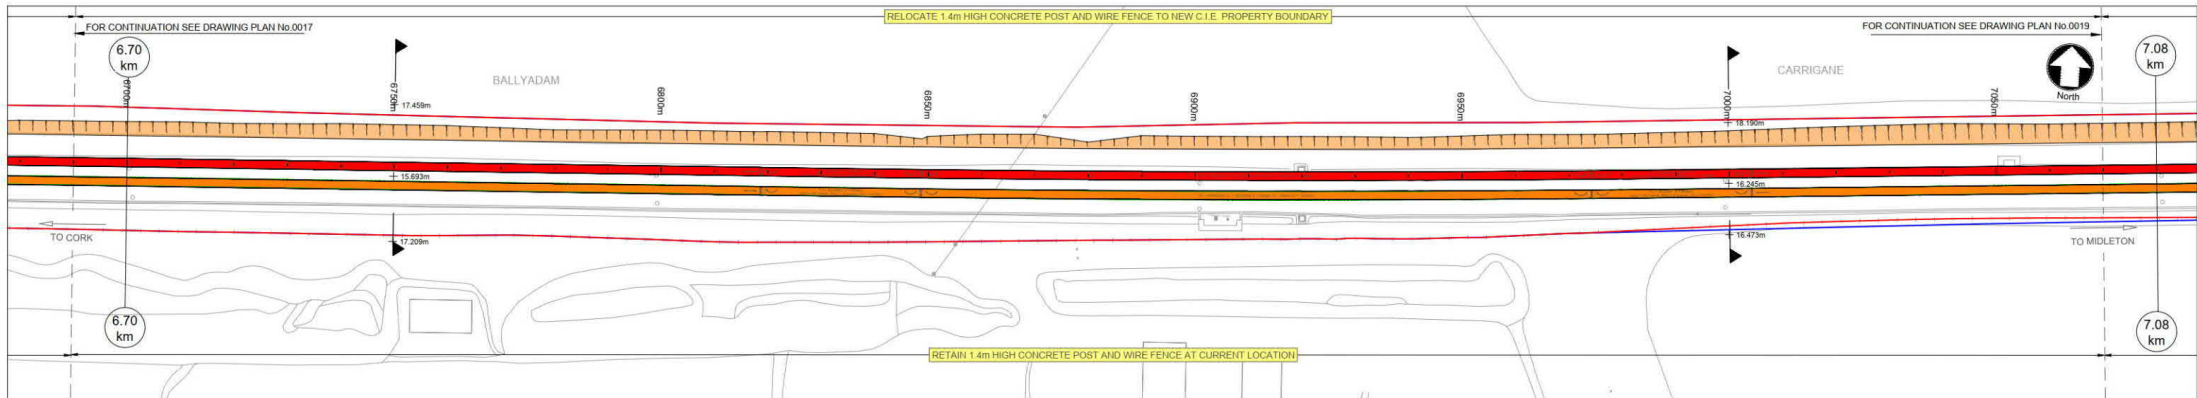 RELOCATE 1.4m HIGH CONCRETE POST AND WIRE FENCE TO NEW C.I.E. PROPERTY BOUNDARY
FOR CONTINUATION SEE DRAWING PLAN No.0017
FOR CONTINUATION SEE DRAWING PLAN No.0019
6.70
km
7.08
km
BALLYADAM
CARRIGANE
North
6700m
6750m
6800m
6850m
6900m
6950m
7000m
7050m
17.459m
18.190m
15.693m
16.245m
TO CORK
17.209m
16.473m
TO MIDLETON
6.70
km
7.08
km
RETAIN 1.4m HIGH CONCRETE POST AND WIRE FENCE AT CURRENT LOCATION